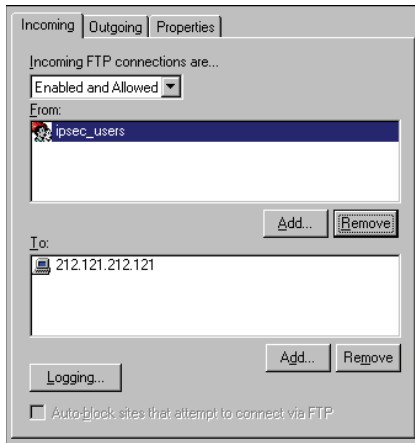 Incoming Outgoing Properties
Incoming FTP connections are...
Enabled and Allowed
From:
ipsec_users
Add... Remove
To:
212.121.212.121
Add... Remove
Logging...
Auto-block sites that attempt to connect via FTP